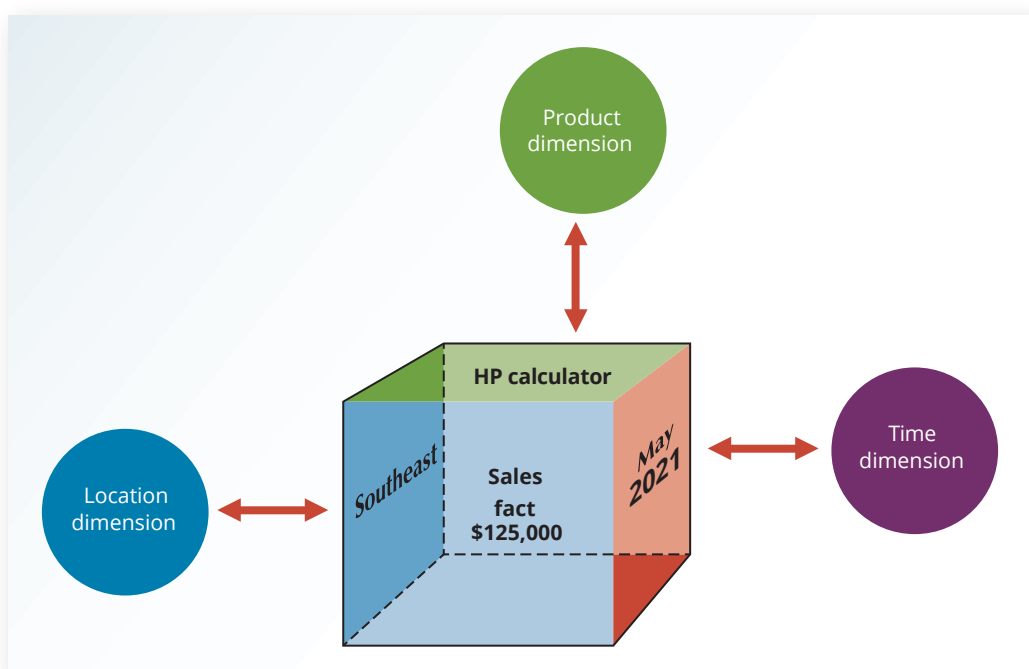 Product
dimension
HP calculator
Southeast
Sales
fact
$125,000
May
2021
Time
dimension
Location
dimension